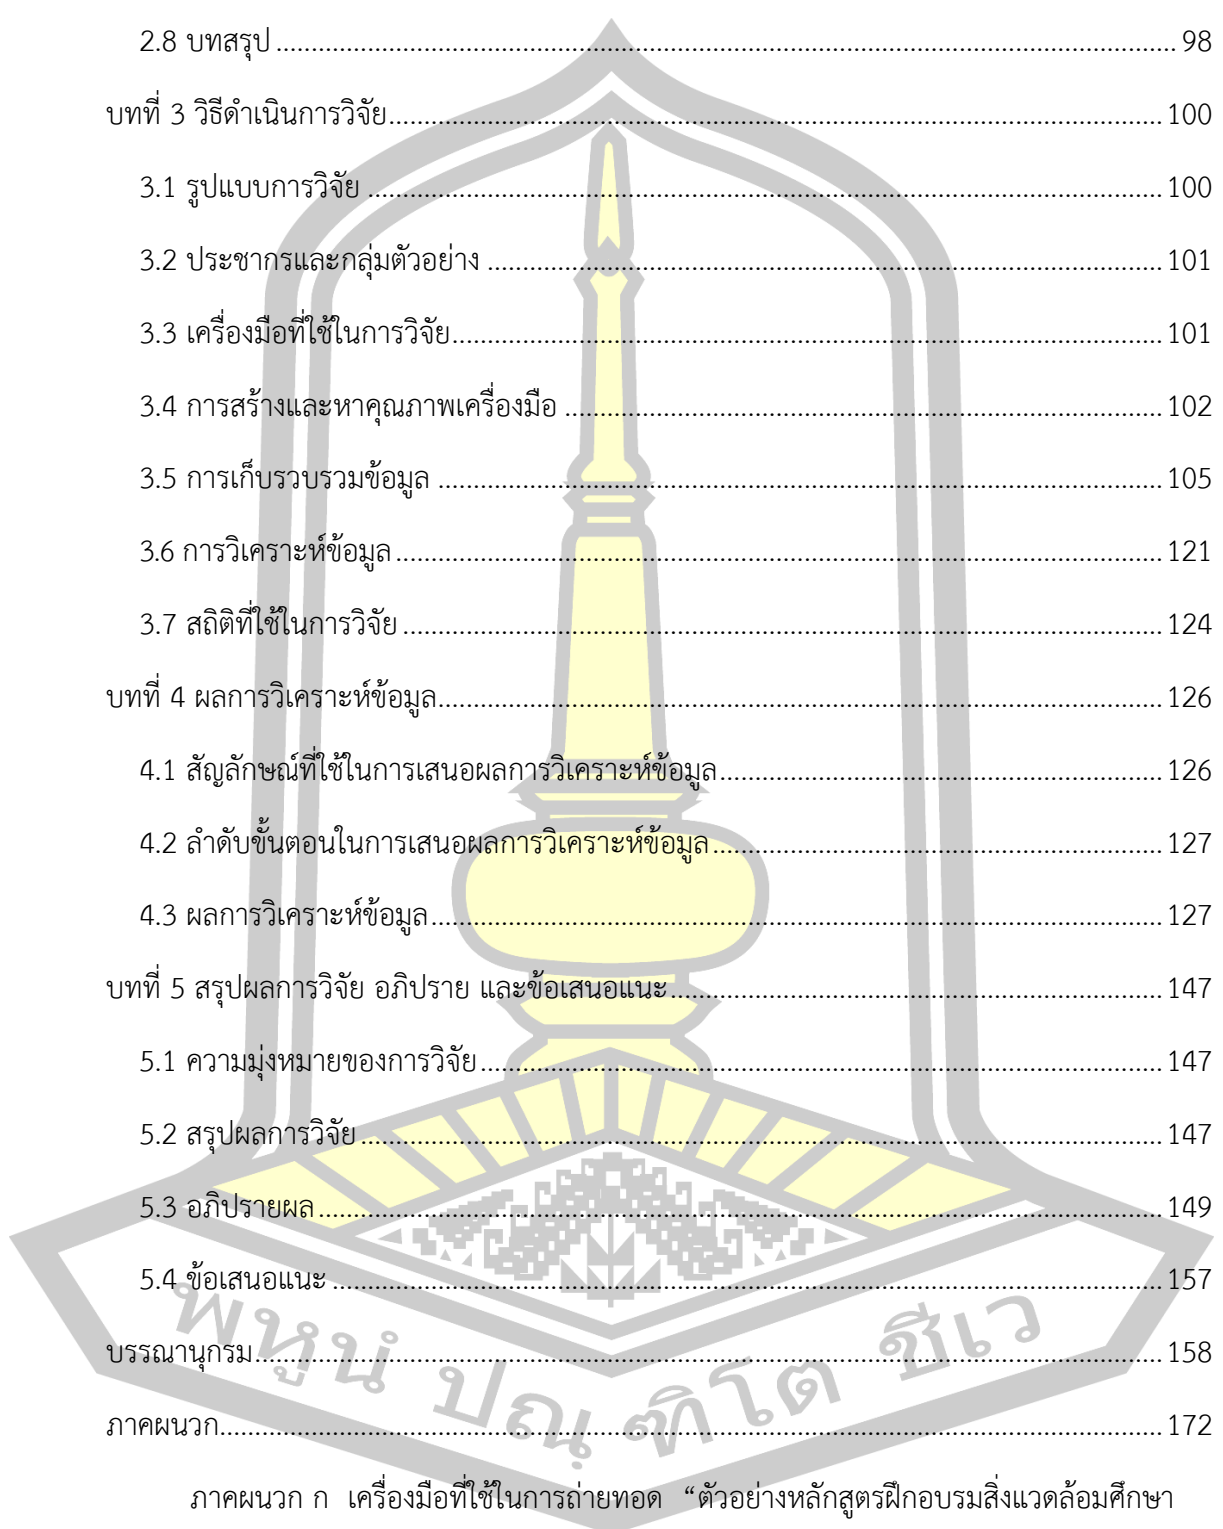 2.8 บทสรุป ........ 98
บทที่ 3 วิธีดำเนินการวิจัย ........ 100
3.1 รูปแบบการวิจัย ........ 100
3.2 ประชากรและกลุ่มตัวอย่าง ........ 101
3.3 เครื่องมือที่ใช้ในการวิจัย ........ 101
3.4 การสร้างและหาคุณภาพเครื่องมือ ........ 102
3.5 การเก็บรวบรวมข้อมูล ........ 105
3.6 การวิเคราะห์ข้อมูล ........ 121
3.7 สถิติที่ใช้ในการวิจัย ........ 124
บทที่ 4 ผลการวิเคราะห์ข้อมูล ........ 126
4.1 สัญลักษณ์ที่ใช้ในการเสนอผลการวิเคราะห์ข้อมูล ........ 126
4.2 ลำดับขั้นตอนในการเสนอผลการวิเคราะห์ข้อมูล ........ 127
4.3 ผลการวิเคราะห์ข้อมูล ........ 127
บทที่ 5 สรุปผลการวิจัย อภิปราย และข้อเสนอแนะ ........ 147
5.1 ความมุ่งหมายของการวิจัย ........ 147
5.2 สรุปผลการวิจัย ........ 147
5.3 อภิปรายผล ........ 149
5.4 ข้อเสนอแนะ ........ 157
บรรณานุกรม ........ 158
ภาคผนวก ........ 172
ภาคผนวก ก เครื่องมือที่ใช้ในการถ่ายทอด “ตัวอย่างหลักสูตรฝึกอบรมสิ่งแวดล้อมศึกษา
พหูนํ ปณฺฑิโต ชีเว